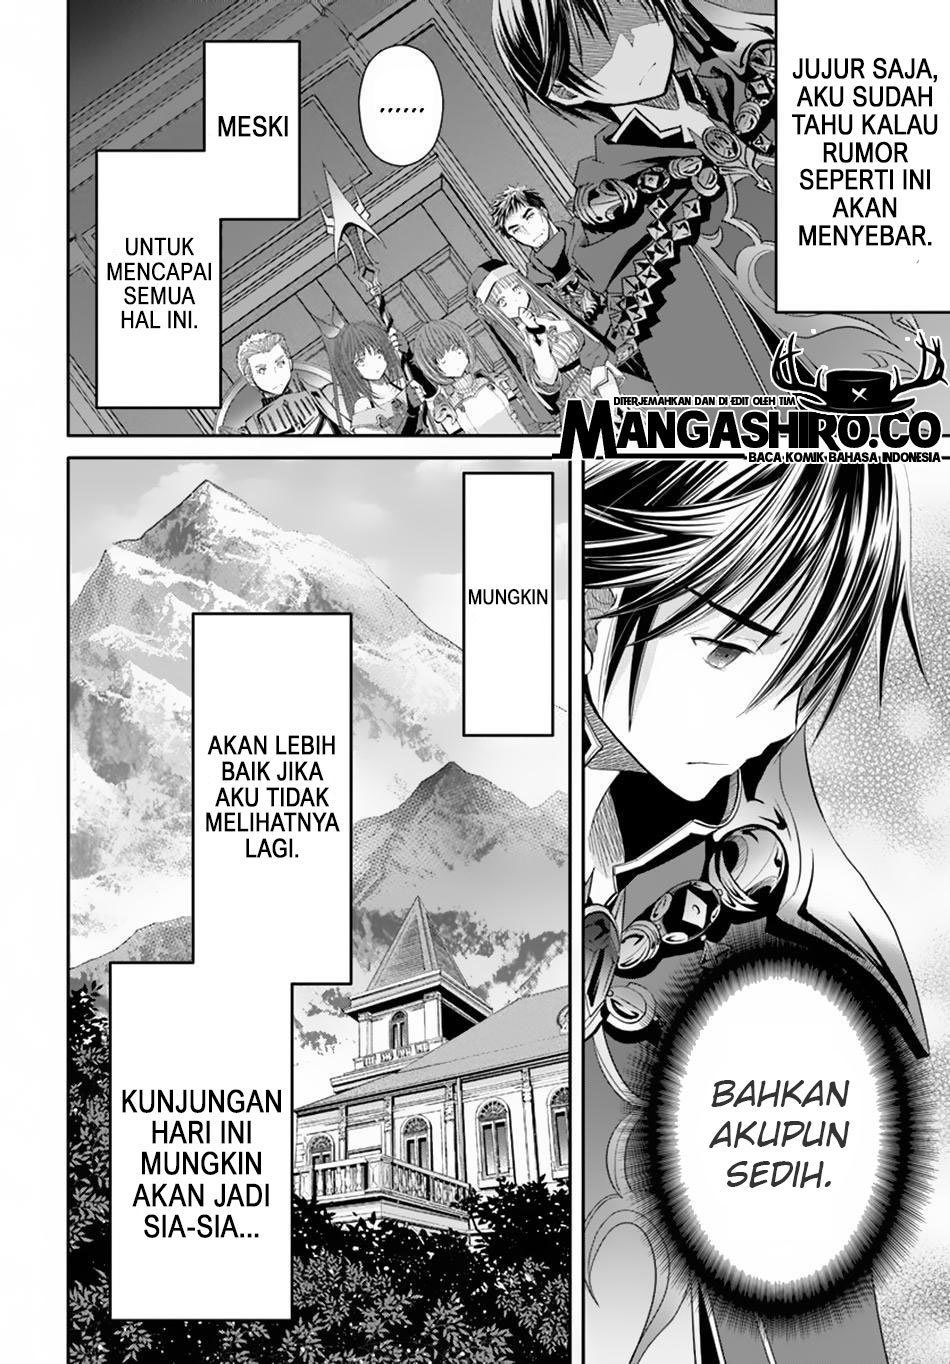 JUJUR SAJA,
AKU SUDAH
TAHU KALAU
RUMOR
SEPERTI INI
AKAN
MENYEBAR.
......
MESKI
UNTUK
MENCAPAI
SEMUA
HAL INI.
DITERJEMAHKAN DAN DI EDIT OLEH TIM
MANGASHIRO.CO
BACA KOMIK BAHASA INDONESIA
BAHKAN
AKUPUN
SEDIH.
MUNGKIN
AKAN LEBIH
BAIK JIKA
AKU TIDAK
MELIHATNYA
LAGI.
KUNJUNGAN
HARI INI
MUNGKIN
AKAN JADI
SIA-SIA...